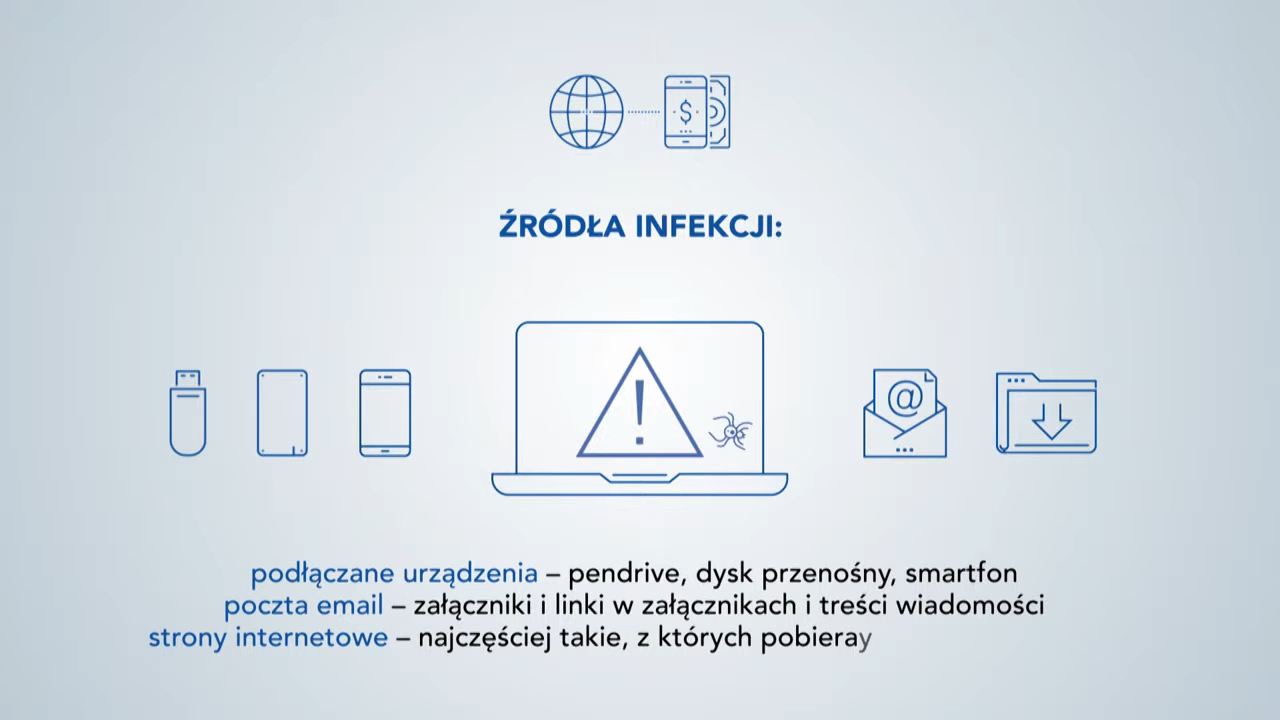 ŹRÓDŁA INFEKCJI:
podłączane urządzenia – pendrive, dysk przenośny, smartfon
poczta email – załączniki i linki w załącznikach i treści wiadomości
strony internetowe – najczęściej takie, z których